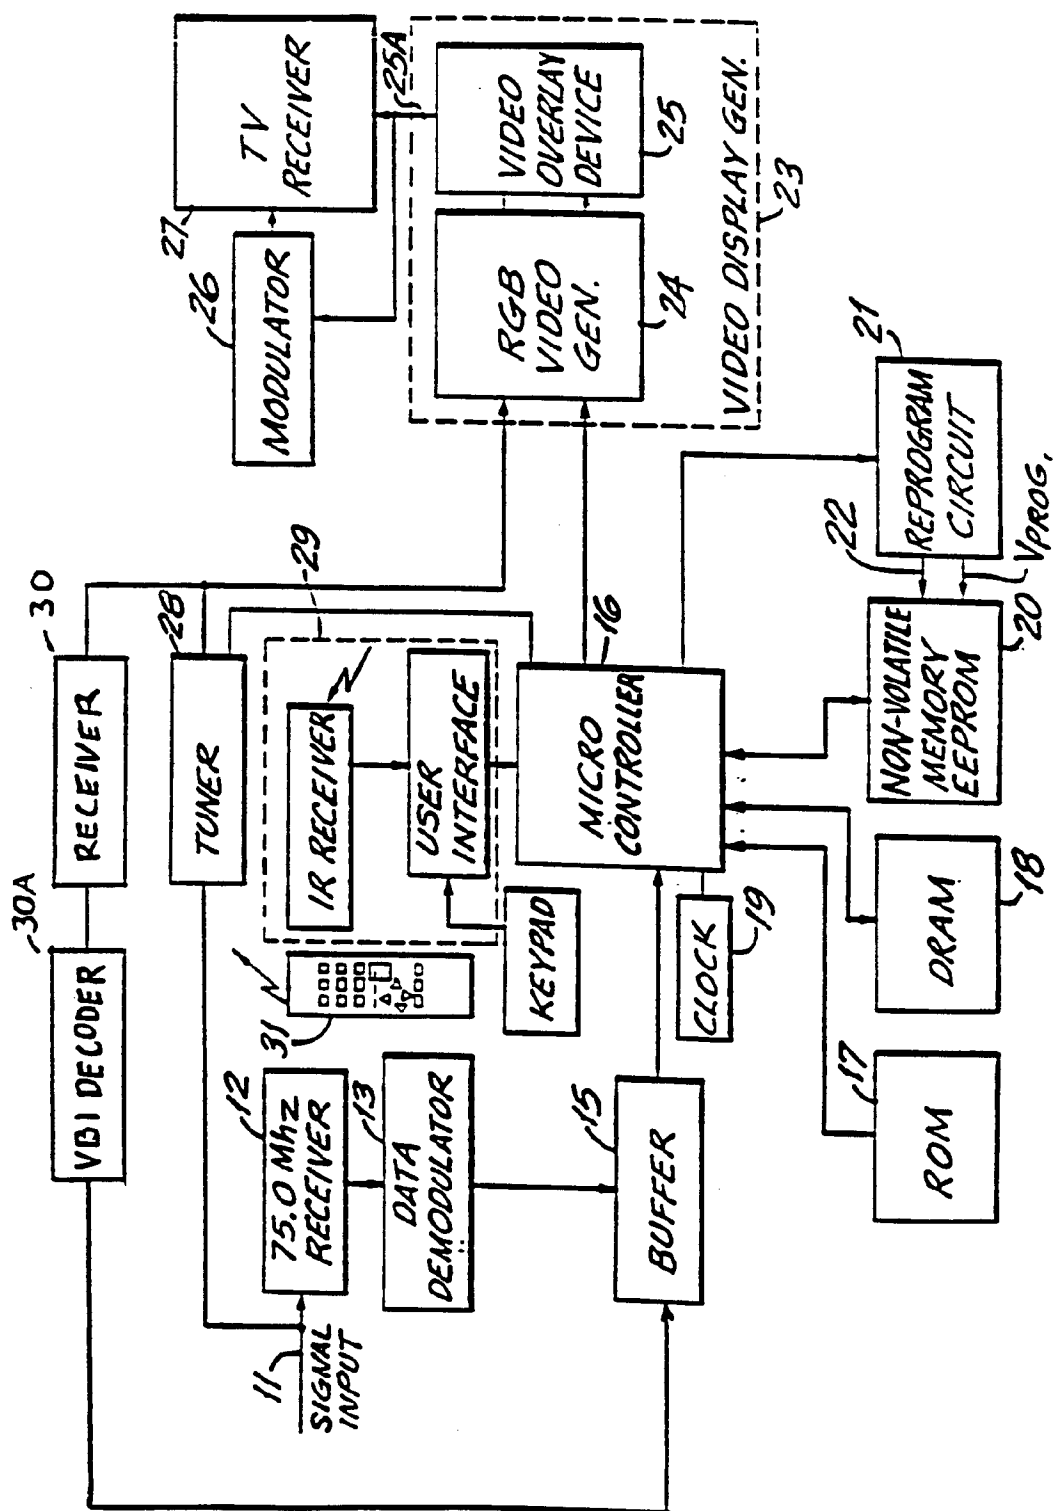 30A
VBI DECODER
30
RECEIVER
28
TUNER
27
TV
RECEIVER
26
MODULATOR
25A
11
SIGNAL
INPUT
12
75.0 Mhz
RECEIVER
13
DATA
DEMODULATOR
31
29
IR RECEIVER
USER
INTERFACE
KEYPAD
RGB
VIDEO
GEN.
24
VIDEO
OVERLAY
DEVICE
25
VIDEO DISPLAY GEN.
23
15
BUFFER
16
MICRO
CONTROLLER
CLOCK
19
17
ROM
DRAM
18
NON-VOLATILE
MEMORY
EEPROM
20
22
VPROG.
21
REPROGRAM
CIRCUIT